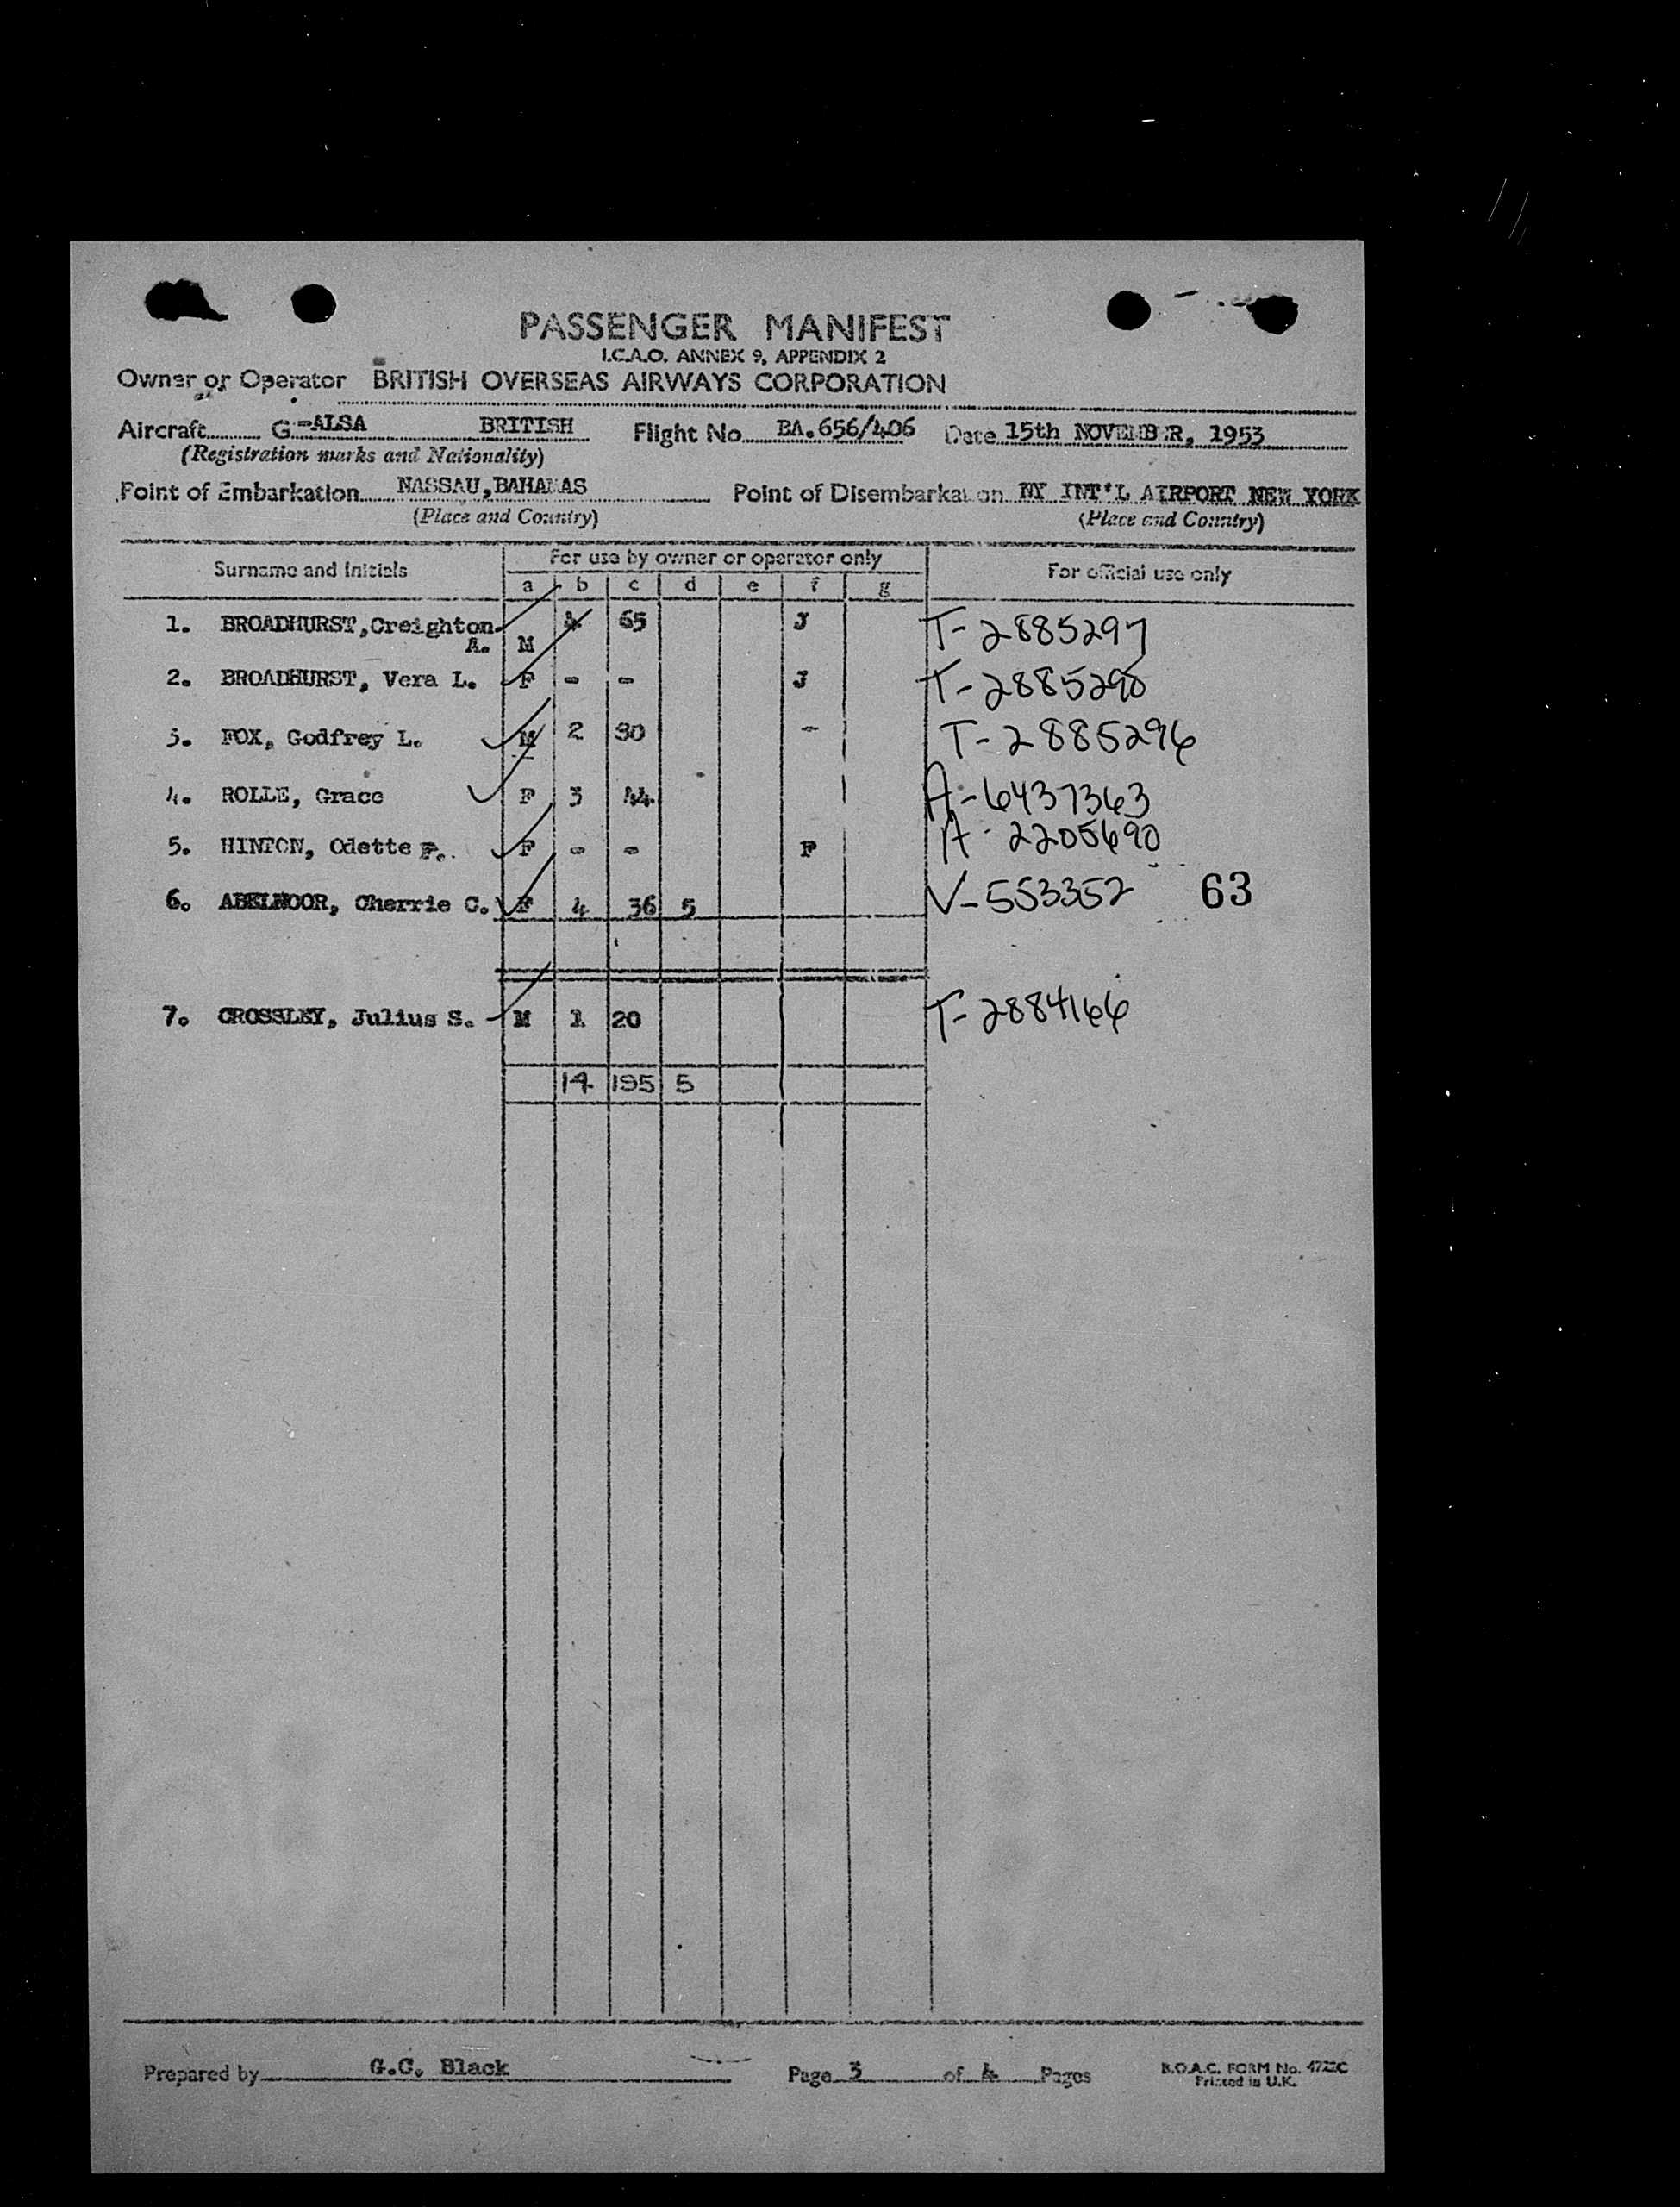 PASSENGER MANIFEST
I.C.A.O. ANNEX 9, APPENDIX 2
Owner or Operator BRITISH OVERSEAS AIRWAYS CORPORATION
Aircraft G-ALSA BRITISH Flight No. BA.656/406 Date 15th NOVEMBER, 1953
(Registration marks and Nationality)
Point of Embarkation NASSAU, BAHAMAS Point of Disembarkation NY INT'L AIRPORT NEW YORK
(Place and Country) (Place and Country)
Surname and Initials For use by owner or operator only For official use only
a b c d e f g
1. BROADHURST, Creighton A. M 4 65 J T-2885297
2. BROADHURST, Vera L. F - - J T-2885298
3. FOX, Godfrey L. M 2 30 - T-2885296
4. ROLLE, Grace F 3 44 A-6437363
5. HINTON, Odette F. F - - F A-2205690
6. ABELNOOR, Cherrie C. F 4 36 5 V-553352 63
7. CROSSLEY, Julius S. M 1 20 T-2884166
14 195 5
Prepared by G.C. Black Page 3 of 4 Pages B.O.A.C. FORM No. 4722C
Printed in U.K.